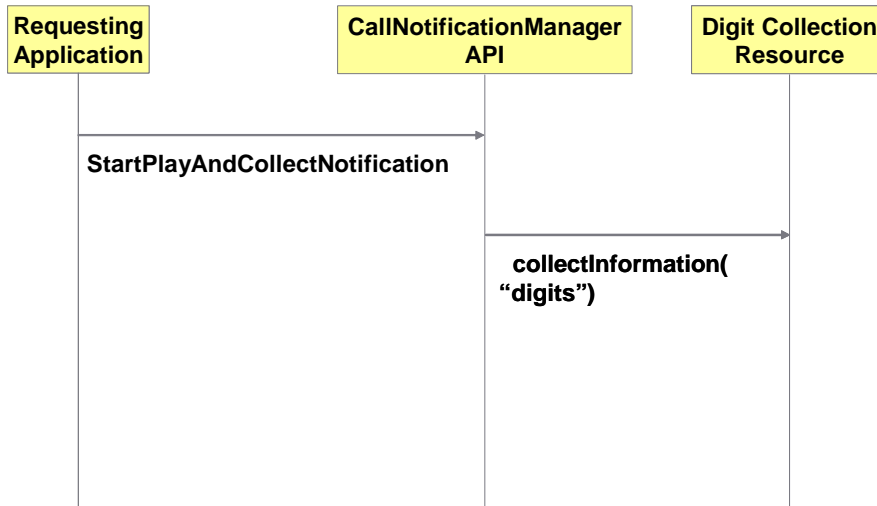 Requesting
Application
CallNotificationManager
API
Digit Collection
Resource
StartPlayAndCollectNotification
collectInformation(
“digits”)